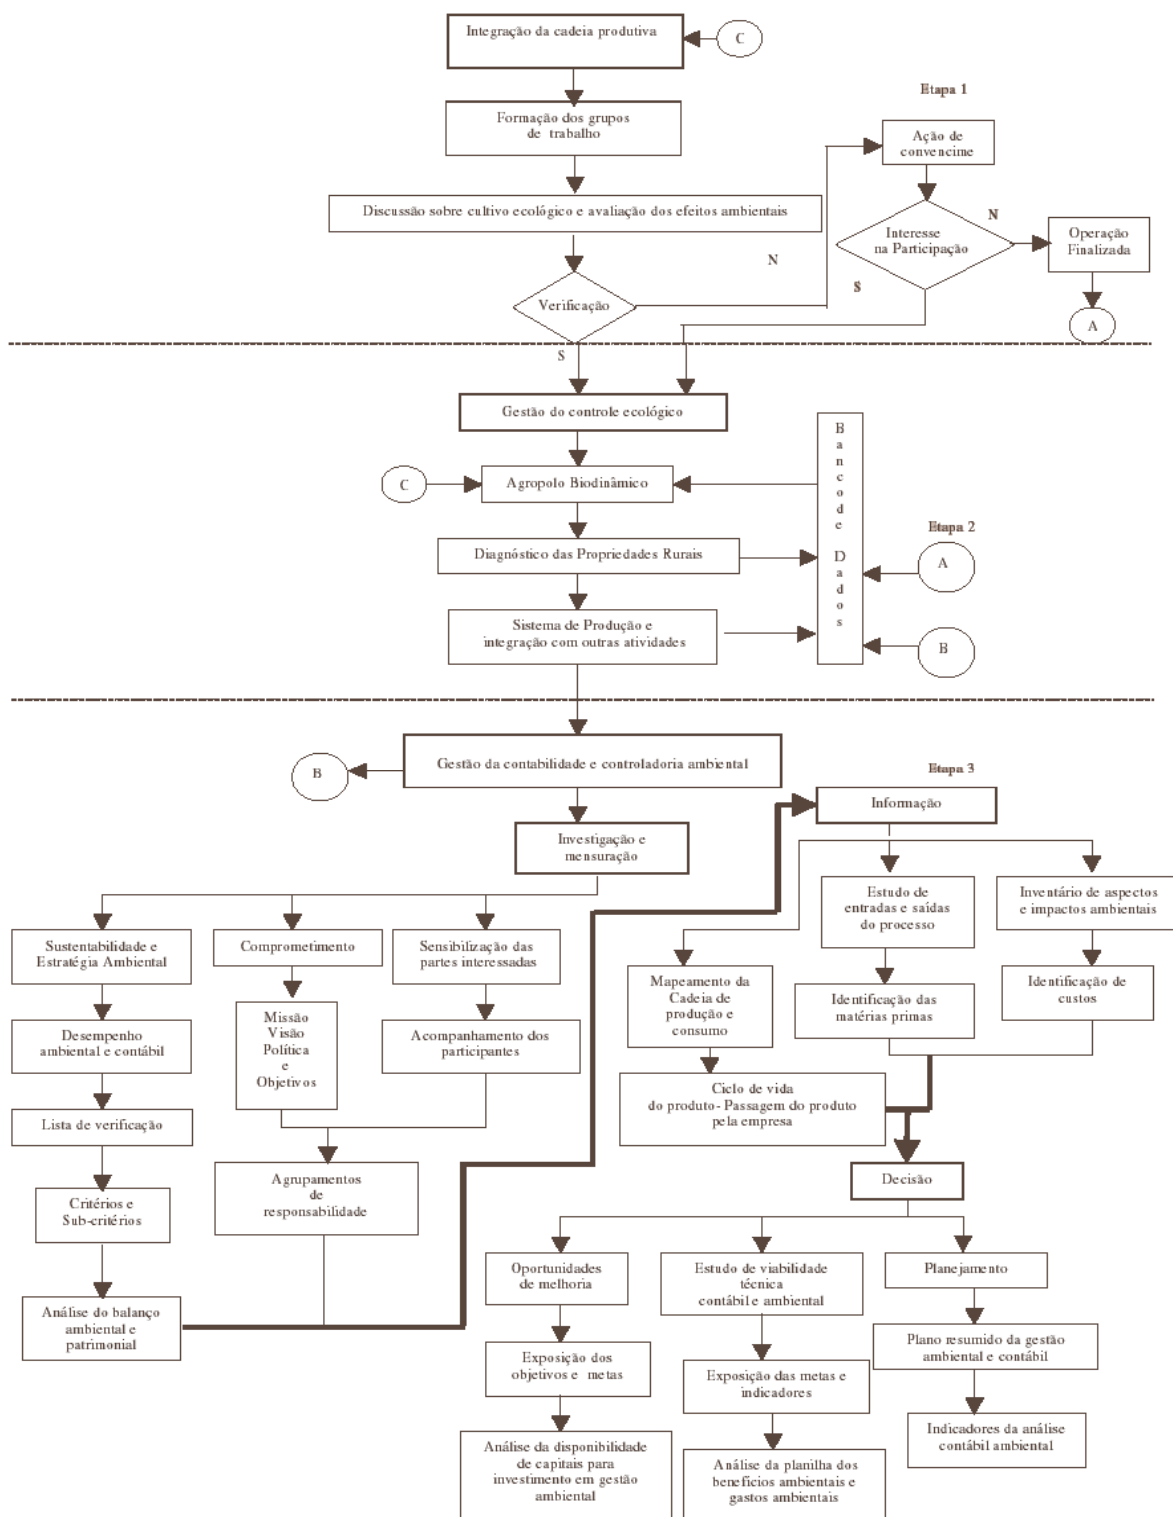 Integração da cadeia produtiva
C
Formação dos grupos
de trabalho
Etapa 1
Ação de
convencime
Discussão sobre cultivo ecológico e avaliação dos efeitos ambientais
N
Interesse
na Participação
Operação
Finalizada
N
S
Verificação
A
S
Gestão do controle ecológico
C
Agropolo Biodinâmico
Banco de Dados
Etapa 2
Diagnóstico das Propriedades Rurais
A
Sistema de Produção e
integração com outras atividades
B
Gestão da contabilidade e controladoria ambiental
B
Etapa 3
Informação
Investigação e
mensuração
Estudo de
entradas e saídas
do processo
Inventário de aspectos
e impactos ambientais
Sustentabilidade e
Estratégia Ambiental
Comprometimento
Sensibilização das
partes interessadas
Mapeamento da
Cadeia de
produção e
consumo
Identificação das
matérias primas
Identificação de
custos
Desempenho
ambiental e contábil
Missão
Visão
Política
e
Objetivos
Acompanhamento dos
participantes
Ciclo de vida
do produto- Passagem do produto
pela empresa
Lista de verificação
Agrupamentos
de
responsabilidade
Decisão
Critérios e
Sub-critérios
Oportunidades
de melhoria
Estudo de viabilidade
técnica
contábil e ambiental
Planejamento
Análise do balanço
ambiental e
patrimonial
Exposição dos
objetivos e metas
Exposição das metas e
indicadores
Plano resumido da gestão
ambiental e contábil
Análise da disponibilidade
de capitais para
investimento em gestão
ambiental
Análise da planilha dos
benefícios ambientais e
gastos ambientais
Indicadores da análise
contábil ambiental